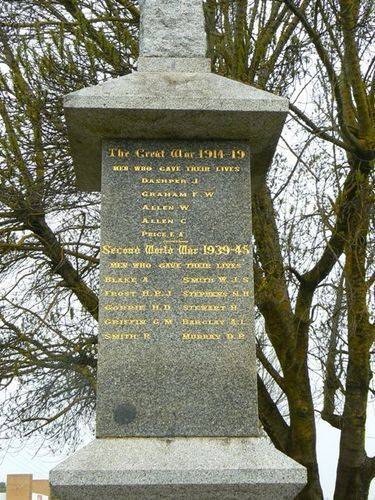 The Great War 1914-19
MEN WHO GAVE THEIR LIVES
DASHPER J
GRAHAM F W
ALLEN W
ALLEN C
PRICE E A
Second World War 1939-45
MEN WHO GAVE THEIR LIVES
BLAKE A SMITH W.J.S
FROST H.R.J STEPHENS N.H
GORRIE H.D. STEWART H
GRIFFIN G.M BARCLAY A.L
SMITH R MURRAY D.R